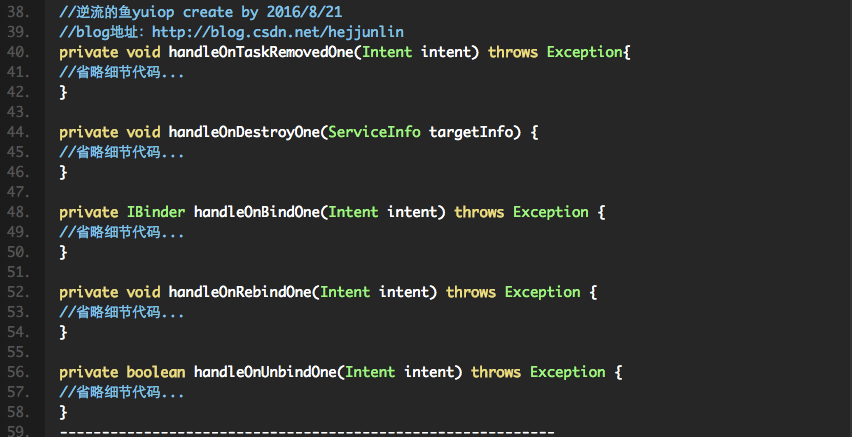 38. //逆流的鱼yuiop create by 2016/8/21
39. //blog地址：http://blog.csdn.net/hejjunlin
40. private void handleOnTaskRemovedOne(Intent intent) throws Exception{
41. //省略细节代码...
42. }
43.
44. private void handleOnDestroyOne(ServiceInfo targetInfo) {
45. //省略细节代码...
46. }
47.
48. private IBinder handleOnBindOne(Intent intent) throws Exception {
49. //省略细节代码...
50. }
51.
52. private void handleOnRebindOne(Intent intent) throws Exception {
53. //省略细节代码...
54. }
55.
56. private boolean handleOnUnbindOne(Intent intent) throws Exception {
57. //省略细节代码...
58. }
59. -----------------------------------------------------------